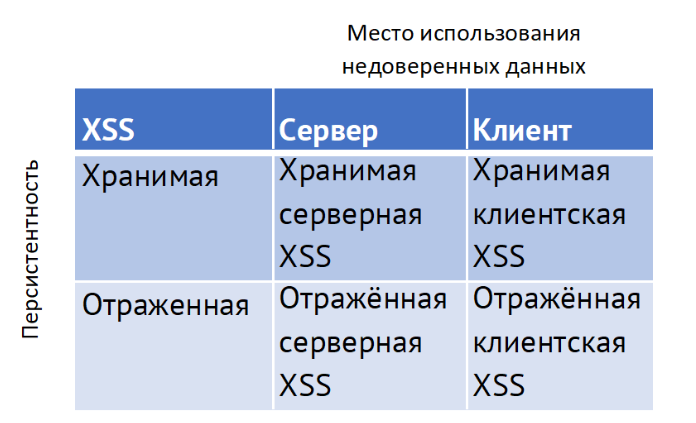 Место использования
недоверенных данных
XSS Сервер Клиент
Персистентность
Хранимая
Хранимая
серверная
XSS
Хранимая
клиентская
XSS
Отраженная
Отражённая
серверная
XSS
Отражённая
клиентская
XSS